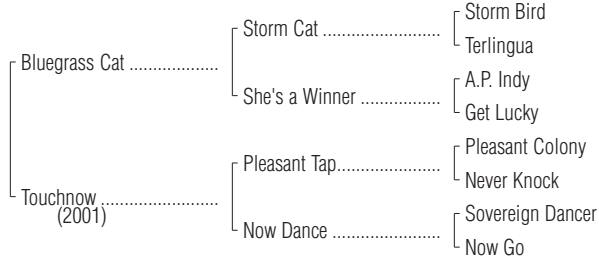 Storm Bird
Storm Cat ........................
Bluegrass Cat ..................
Terlingua
A.P. Indy
She's a Winner ................
Get Lucky
Pleasant Colony
Pleasant Tap.....................
Never Knock
Touchnow ........................
(2001)
Sovereign Dancer
Now Dance ......................
Now Go